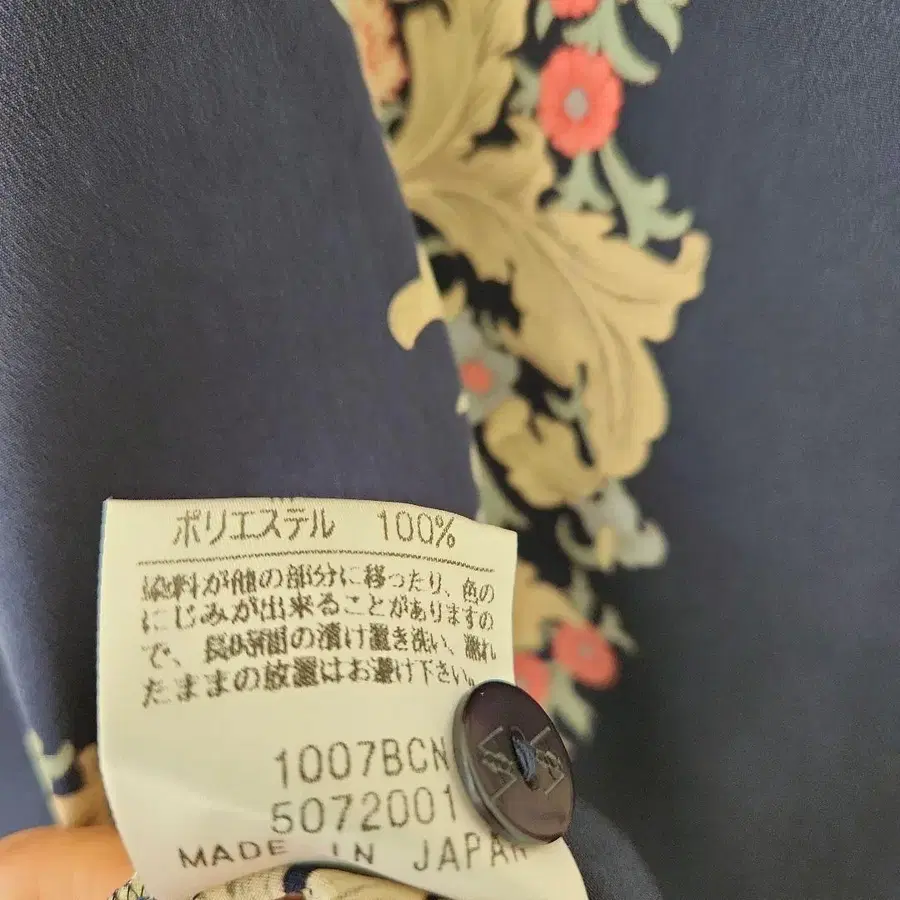 ポリエステル 100%
染料が他の部分に移ったり、色の
にじみが出来ることがありますの
で、長時間の漬け置き洗い、濡れ
たままの放置はお避け下さい。
1007BCN
5072001
MADE IN JAPAN